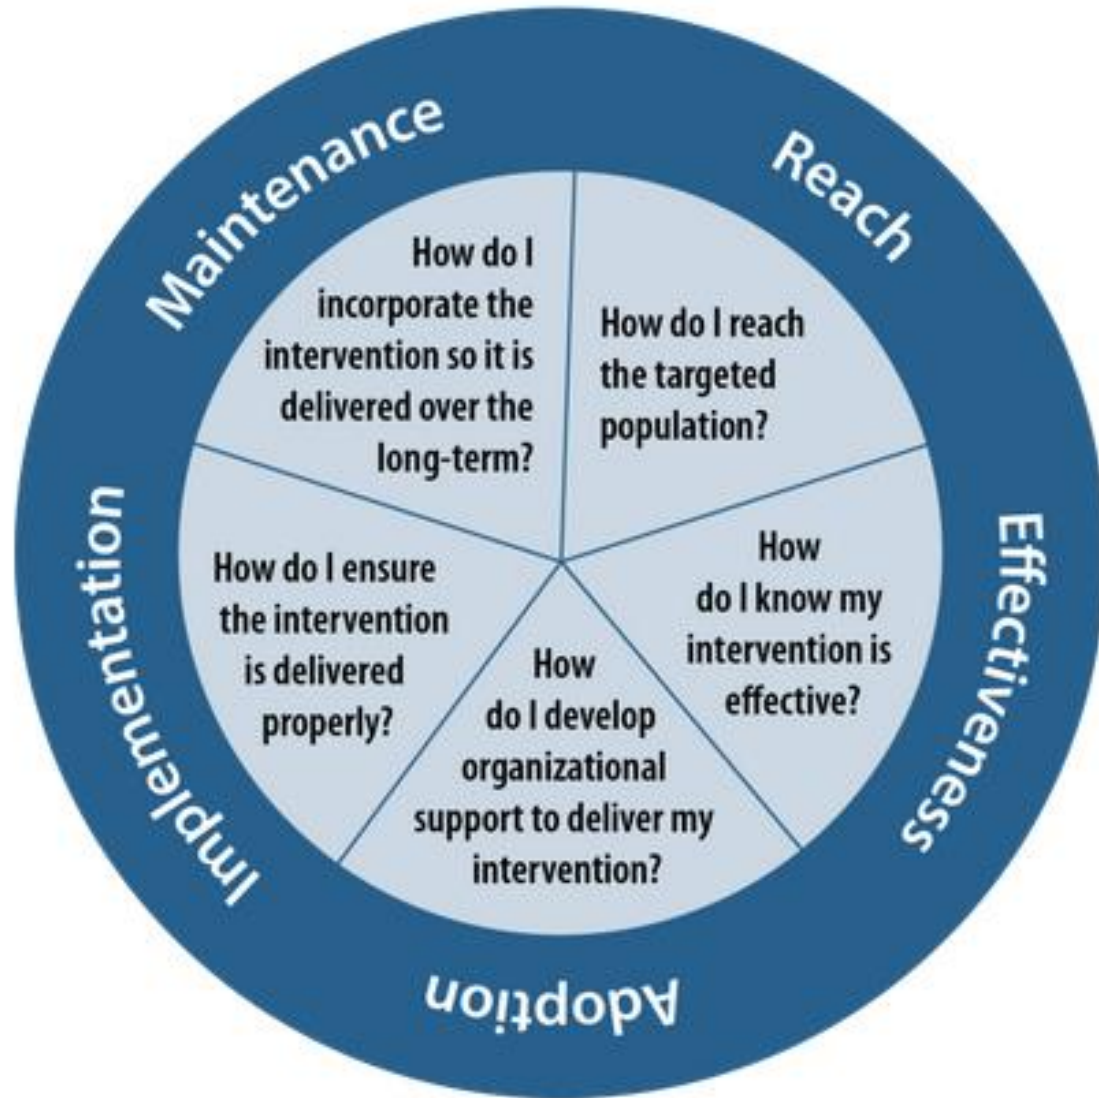 Reach
How do I reach
the targeted
population?
Effectiveness
How
do I know my
intervention is
effective?
Adoption
How
do I develop
organizational
support to deliver my
intervention?
Implementation
How do I ensure
the intervention
is delivered
properly?
Maintenance
How do I
incorporate the
intervention so it is
delivered over the
long-term?